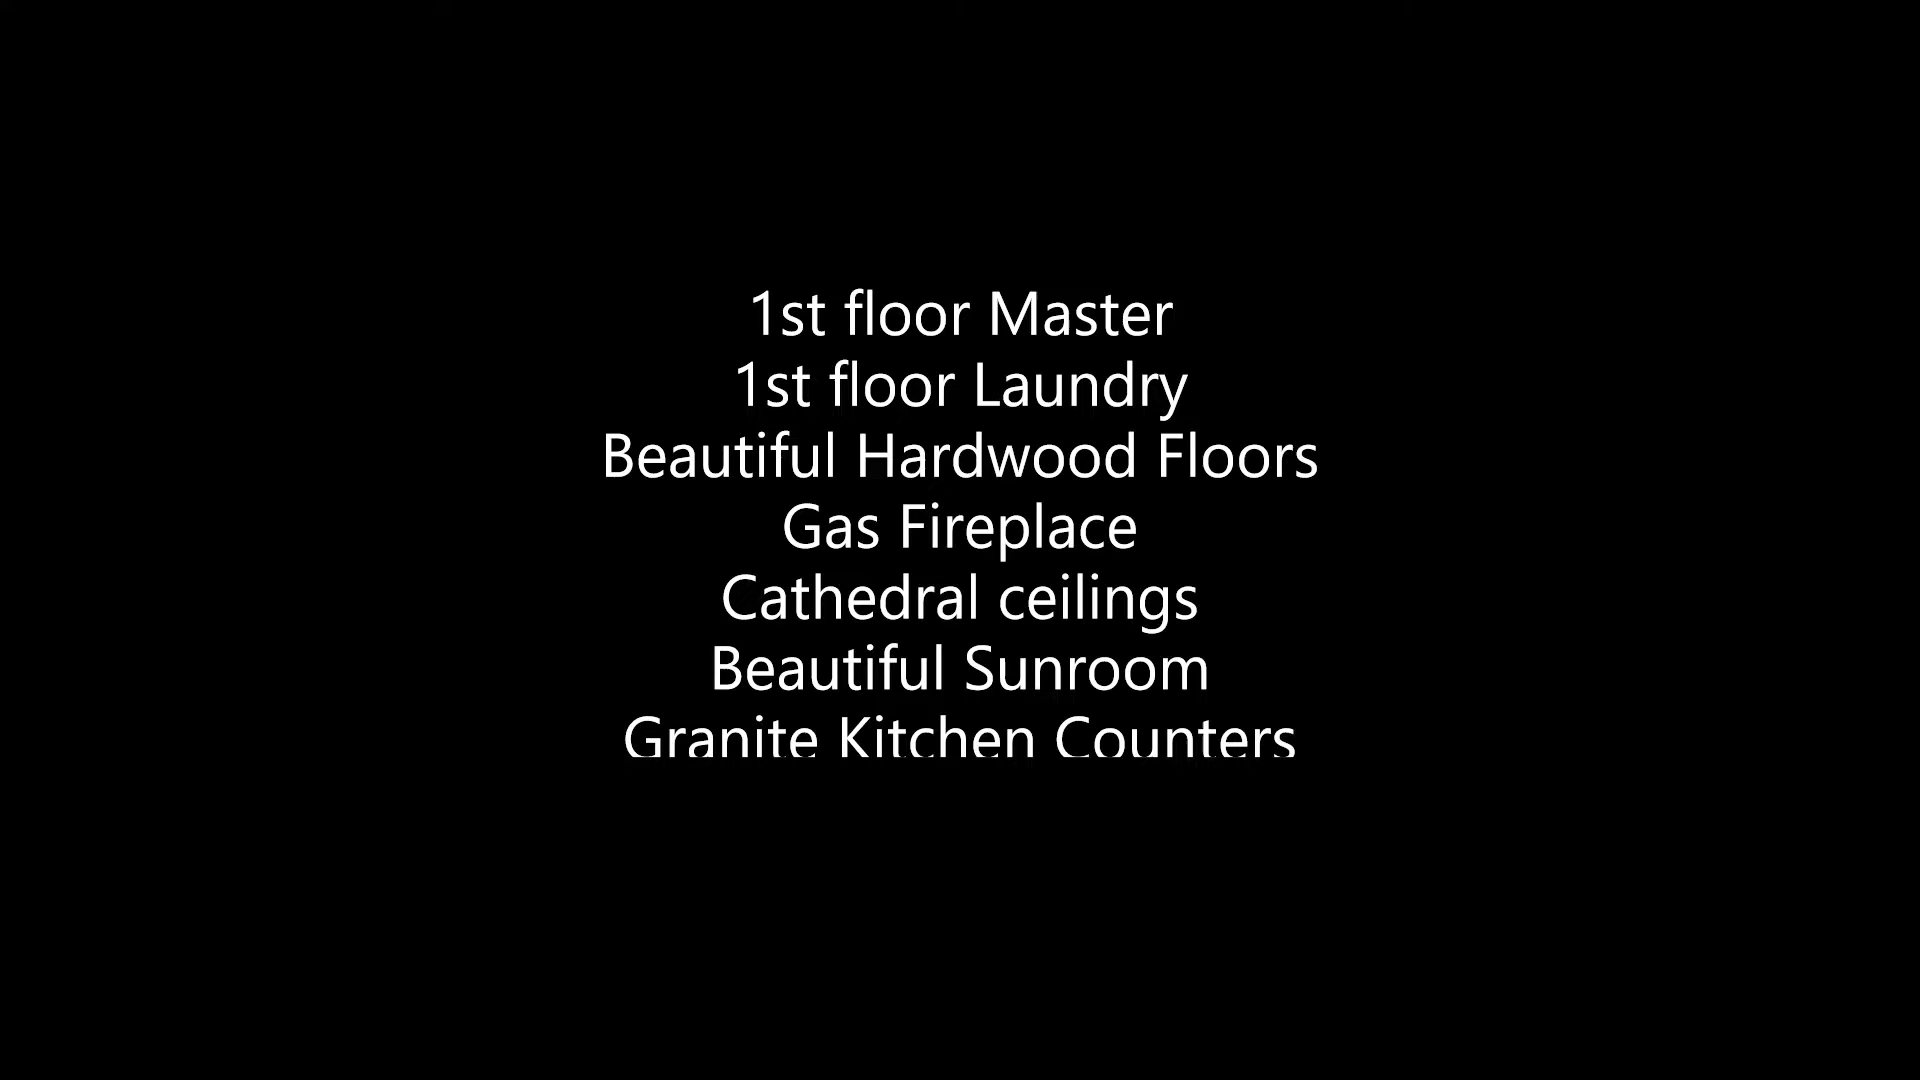 1st floor Master
1st floor Laundry
Beautiful Hardwood Floors
Gas Fireplace
Cathedral ceilings
Beautiful Sunroom
Granite Kitchen Counters